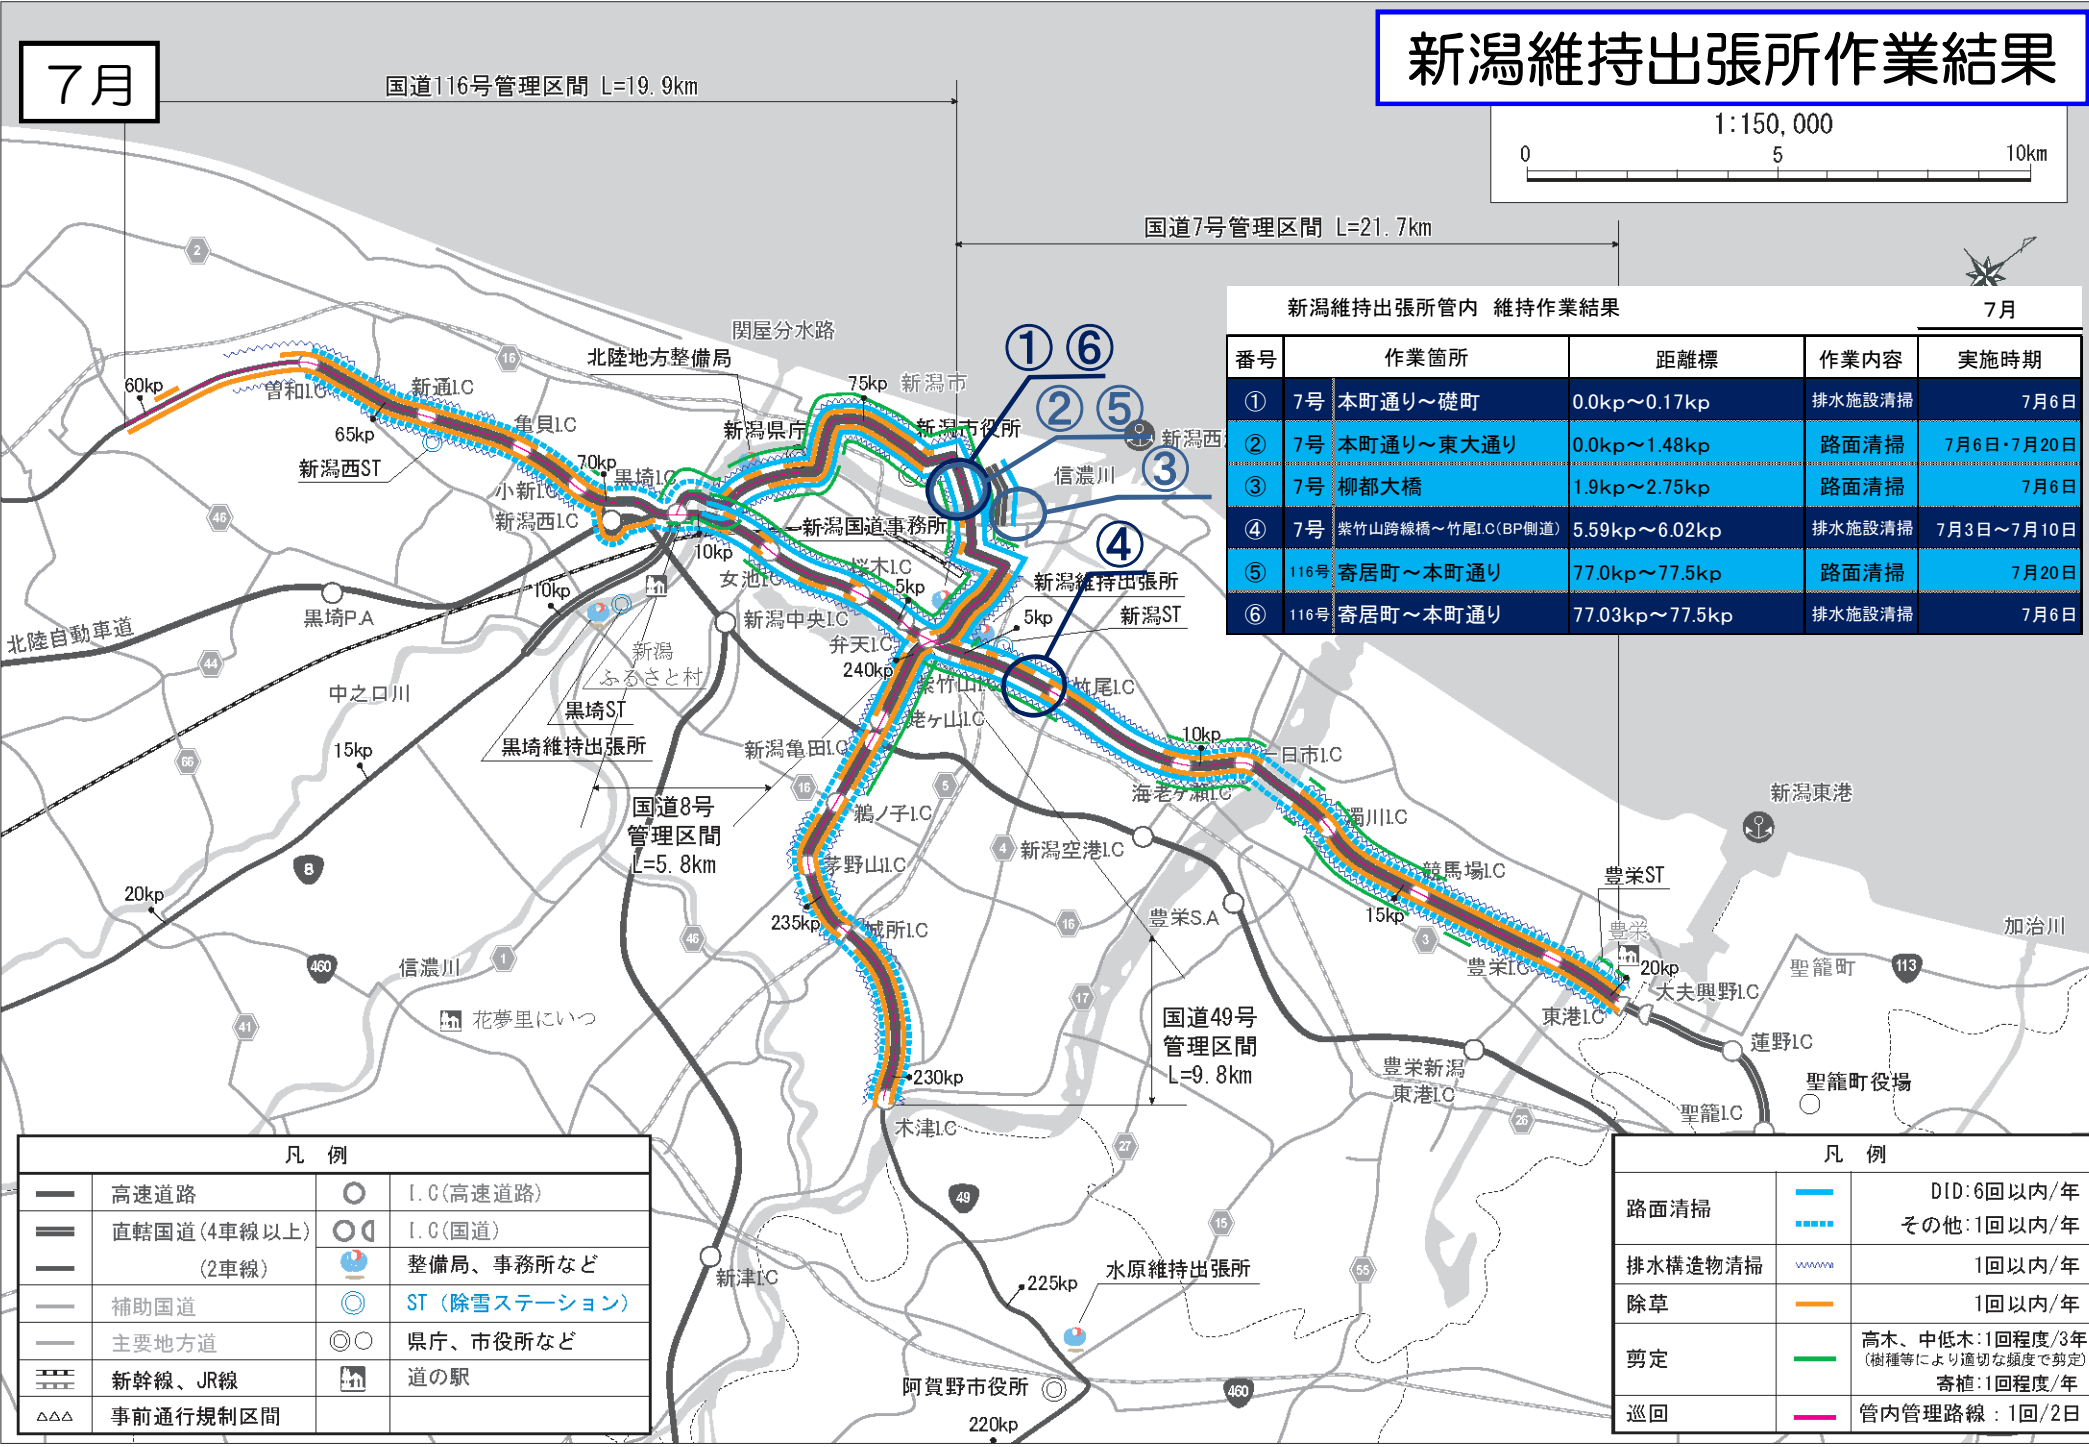 7月
新潟維持出張所作業結果
国道116号管理区間 L=19.9km
1:150,000
0 5 10km
国道7号管理区間 L=21.7km
新潟維持出張所管内 維持作業結果 7月
番号 作業箇所 距離標 作業内容 実施時期
① 7号 本町通り～礎町 0.0kp～0.17kp 排水施設清掃 7月6日
② 7号 本町通り～東大通り 0.0kp～1.48kp 路面清掃 7月6日・7月20日
③ 7号 柳都大橋 1.9kp～2.75kp 路面清掃 7月6日
④ 7号 紫竹山跨線橋～竹尾I.C(BP側道) 5.59kp～6.02kp 排水施設清掃 7月3日～7月10日
⑤ 116号 寄居町～本町通り 77.0kp～77.5kp 路面清掃 7月20日
⑥ 116号 寄居町～本町通り 77.03kp～77.5kp 排水施設清掃 7月6日
2
関屋分水路
① ⑥
16
北陸地方整備局
60kp
曽和I.C
新通I.C
75kp
新潟市
② ⑤
亀貝I.C
65kp
新潟県庁
新潟市役所
新潟西
新潟西ST
70kp
黒埼I.C
信濃川
③
小新I.C
46
新潟西I.C
新潟国道事務所
④
10kp
女池I.C
桜木I.C
5kp
新潟維持出張所
10kp
黒埼P.A
新潟中央I.C
5kp
新潟ST
北陸自動車道
弁天I.C
44
新潟
ふるさと村
240kp
紫竹山I.C
竹尾I.C
中之口川
黒埼ST
老ヶ山I.C
黒埼維持出張所
新潟亀田I.C
10kp
一日市I.C
15kp
66
16
5
海老ヶ瀬I.C
国道8号
管理区間
L=5.8km
鵜ノ子I.C
濁川I.C
新潟東港
4
新潟空港I.C
8
茅野山I.C
競馬場I.C
豊栄ST
20kp
235kp
城所I.C
16
豊栄S.A
15kp
豊栄
加治川
46
3
460
信濃川
1
豊栄I.C
20kp
聖籠町
113
17
大夫興野I.C
41
花夢里にいつ
国道49号
管理区間
L=9.8km
東港I.C
蓮野I.C
230kp
豊栄新潟
東港I.C
聖籠町役場
聖籠I.C
木津I.C
26
27
49
15
新津I.C
55
225kp
水原維持出張所
阿賀野市役所
460
220kp
凡 例
高速道路 I.C(高速道路)
直轄国道(4車線以上) I.C(国道)
(2車線) 整備局、事務所など
補助国道 ST（除雪ステーション）
主要地方道 県庁、市役所など
新幹線、JR線 道の駅
事前通行規制区間
凡 例
路面清掃 DID:6回以内/年
その他:1回以内/年
排水構造物清掃 1回以内/年
除草 1回以内/年
剪定 高木、中低木:1回程度/3年
(樹種等により適切な頻度で剪定)
寄植:1回程度/年
巡回 管内管理路線：1回/2日